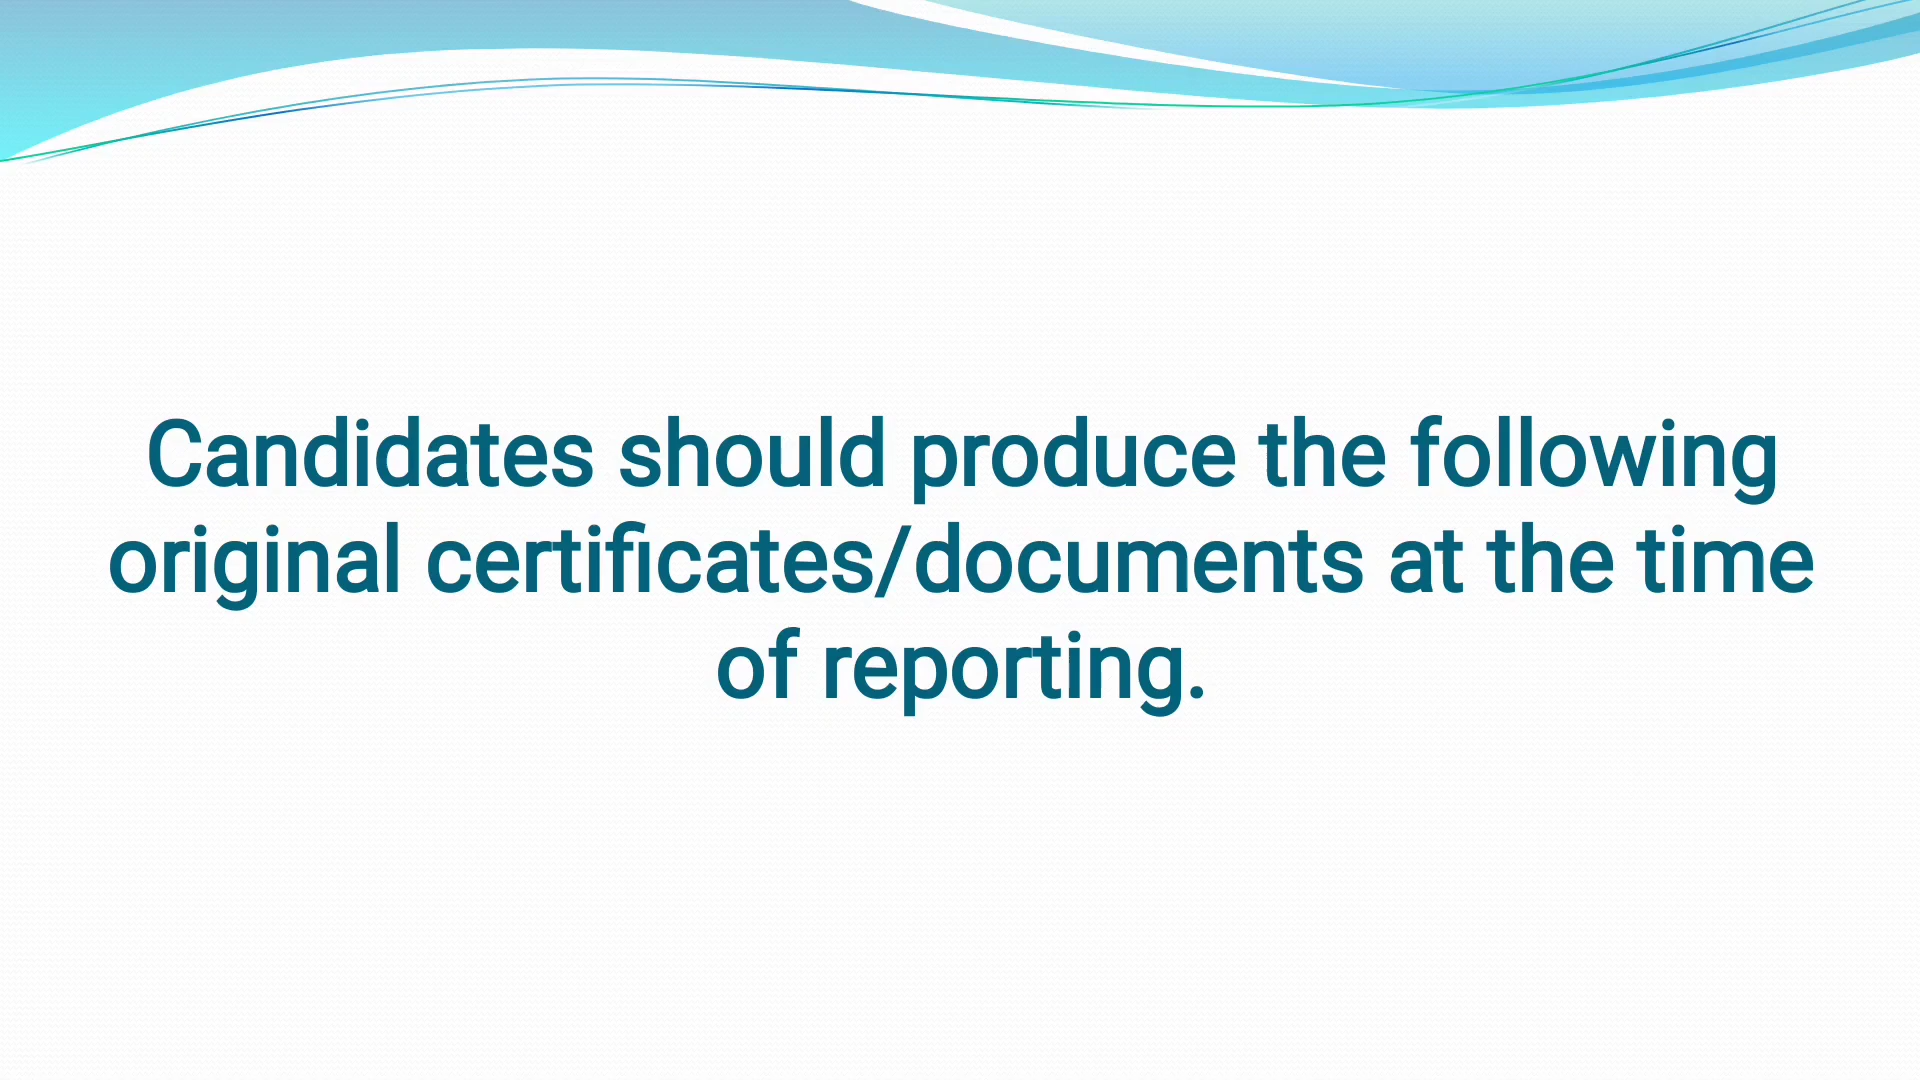 Candidates should produce the following
original certificates/documents at the time
of reporting.